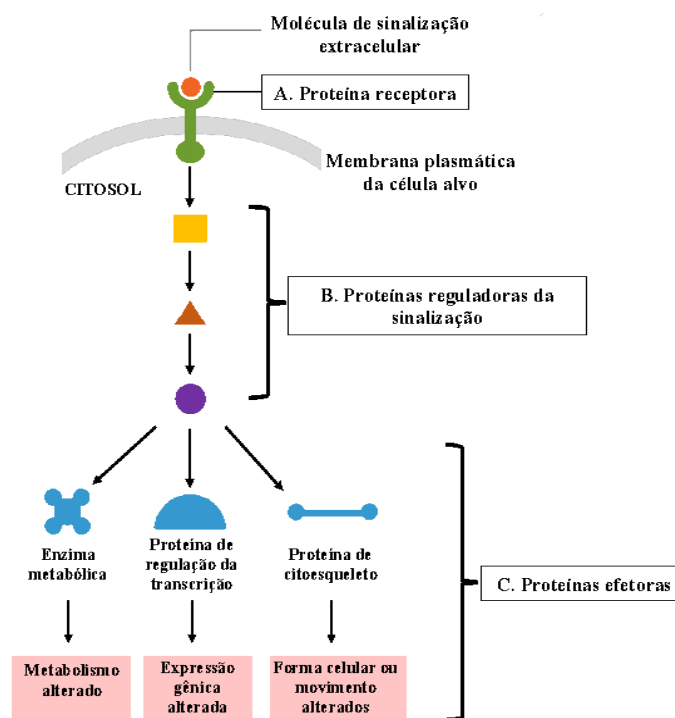 Molécula de sinalização
extracelular
A. Proteína receptora
Membrana plasmática
da célula alvo
CITOSOL
B. Proteínas reguladoras da
sinalização
Enzima
metabólica
Proteína de
regulação da
transcrição
Proteína de
citoesqueleto
C. Proteínas efetoras
Metabolismo
alterado
Expressão
gênica
alterada
Forma celular ou
movimento
alterados